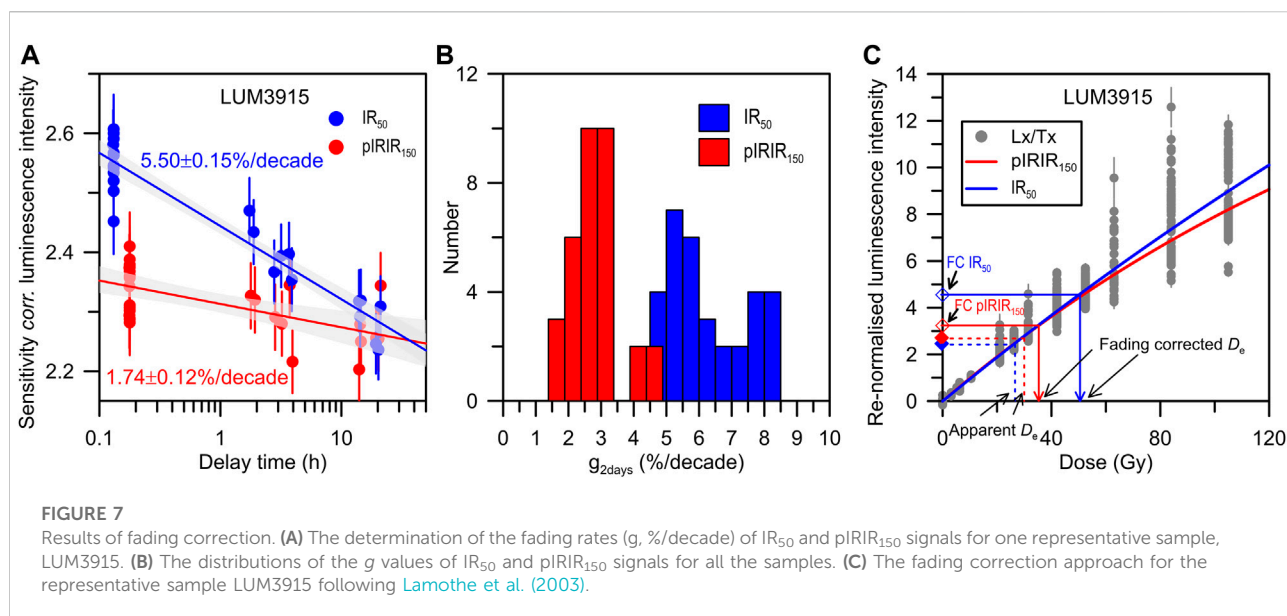 A
LUM3915
IR50
pIRIR150
5.50±0.15%/decade
1.74±0.12%/decade
Sensitivity corr. luminescence intensity
2.6
2.5
2.4
2.3
2.2
0.1 1 10
Delay time (h)
B
IR50
pIRIR150
Number
12
8
4
0
0 1 2 3 4 5 6 7 8 9 10
g2days (%/decade)
C
LUM3915
Lx/Tx
pIRIR150
IR50
FC IR50
FC pIRIR150
Fading corrected De
Apparent De
Re-normalised luminescence intensity
14
12
10
8
6
4
2
0
0 40 80 120
Dose (Gy)
FIGURE 7
Results of fading correction. (A) The determination of the fading rates (g, %/decade) of IR50 and pIRIR150 signals for one representative sample,
LUM3915. (B) The distributions of the g values of IR50 and pIRIR150 signals for all the samples. (C) The fading correction approach for the
representative sample LUM3915 following Lamothe et al. (2003).